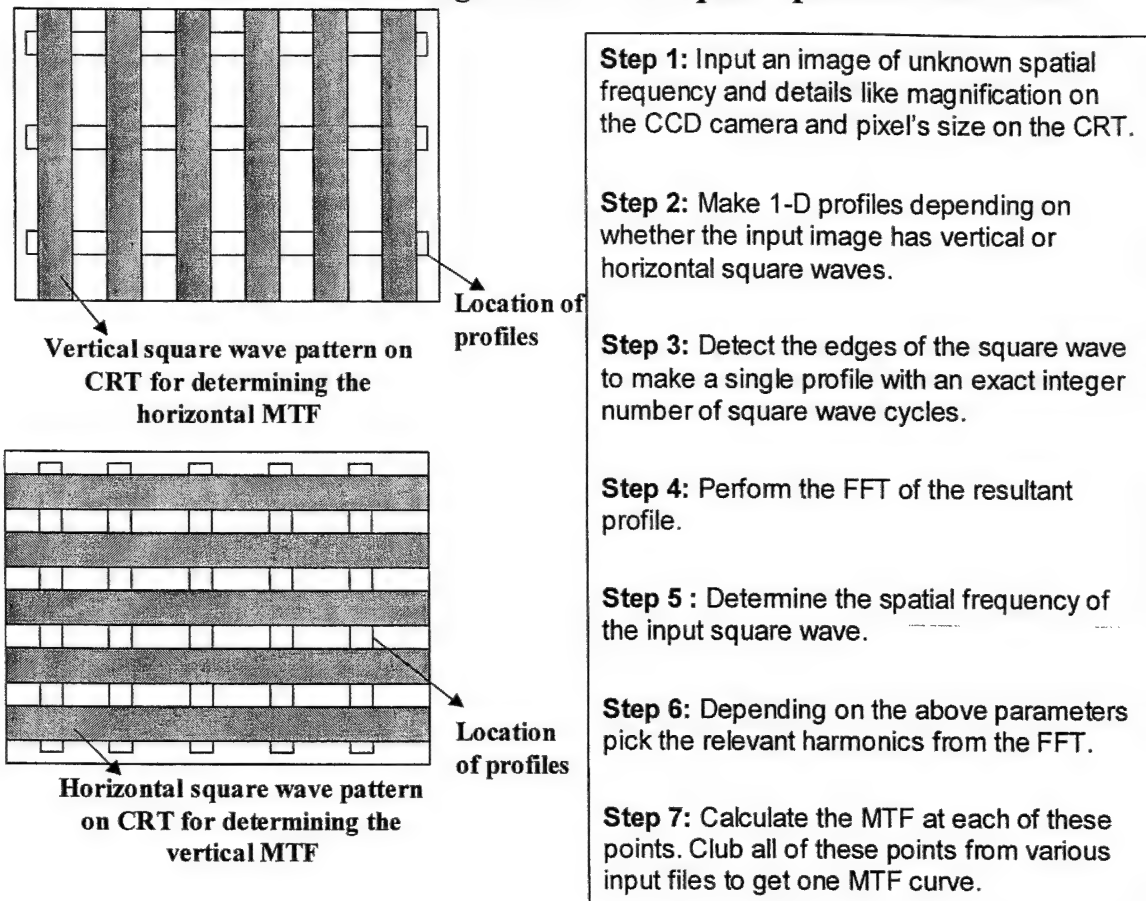 Location of
profiles
Vertical square wave pattern on
CRT for determining the
horizontal MTF
Location
of profiles
Horizontal square wave pattern
on CRT for determining the
vertical MTF
Step 1: Input an image of unknown spatial
frequency and details like magnification on
the CCD camera and pixel's size on the CRT.
Step 2: Make 1-D profiles depending on
whether the input image has vertical or
horizontal square waves.
Step 3: Detect the edges of the square wave
to make a single profile with an exact integer
number of square wave cycles.
Step 4: Perform the FFT of the resultant
profile.
Step 5 : Determine the spatial frequency of
the input square wave.
Step 6: Depending on the above parameters
pick the relevant harmonics from the FFT.
Step 7: Calculate the MTF at each of these
points. Club all of these points from various
input files to get one MTF curve.